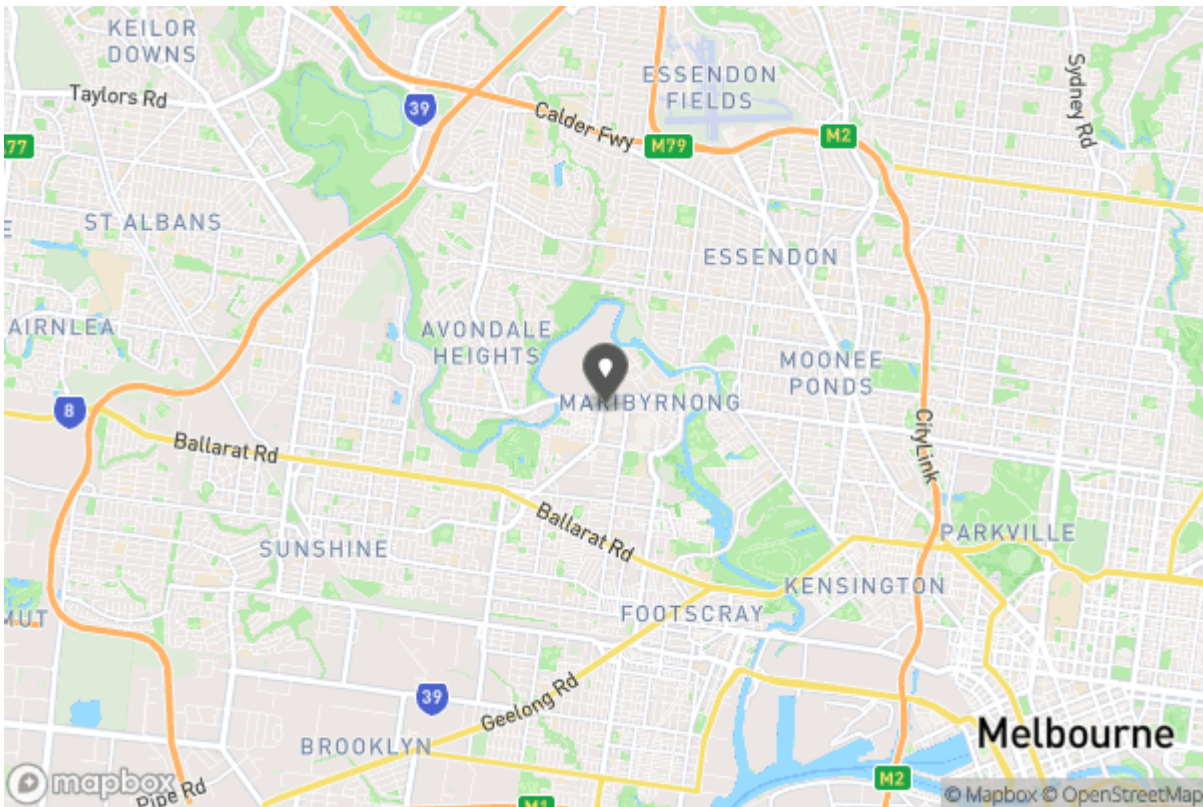 KEILOR
DOWNS
Taylors Rd
39
Calder Fwy
ESSENDON
FIELDS
Sydney Rd
M79
M2
77
ST ALBANS
ESSENDON
AIRNLEA
AVONDALE
HEIGHTS
MOONEE
PONDS
MARIBYRNONG
8
Ballarat Rd
CityLink
Ballarat Rd
SUNSHINE
PARKVILLE
KENSINGTON
FOOTSCRAY
MUT
39
Geelong Rd
BROOKLYN
Melbourne
mapbox
Pipe Rd
M1
M2
© Mapbox © OpenStreetMap